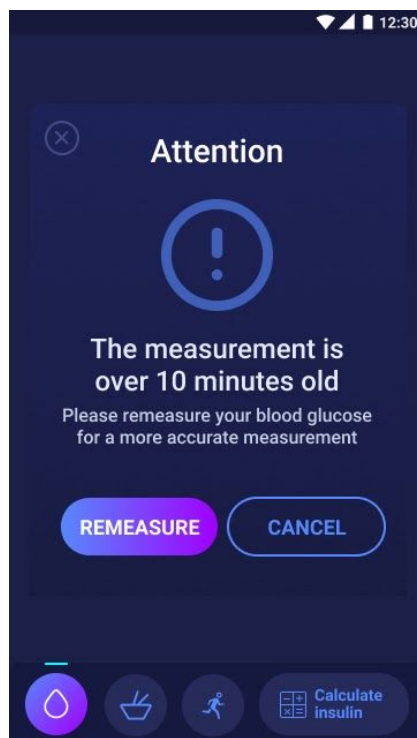 12:30
Attention
The measurement is
over 10 minutes old
Please remeasure your blood glucose
for a more accurate measurement
REMEASURE
CANCEL
Calculate
insulin